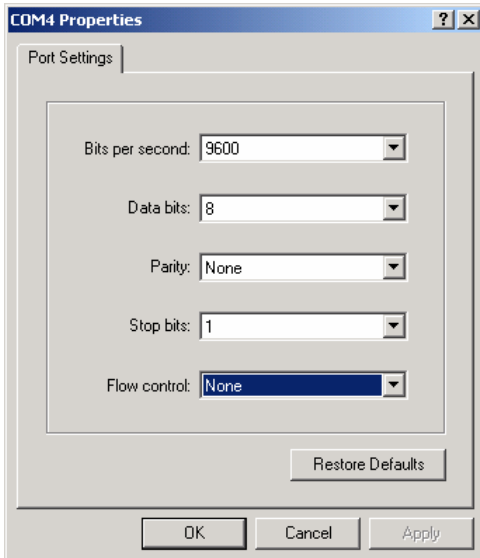 COM4 Properties
Port Settings
Bits per second: 9600
Data bits: 8
Parity: None
Stop bits: 1
Flow control: None
Restore Defaults
OK Cancel Apply